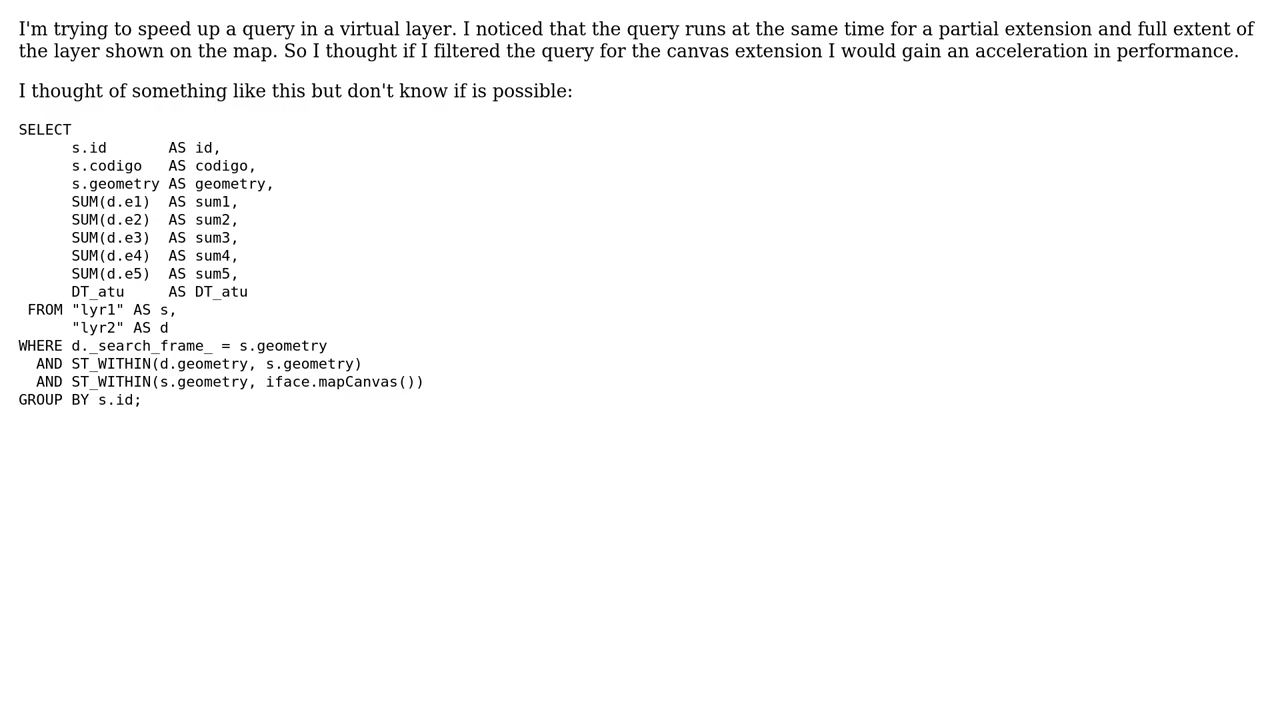 I'm trying to speed up a query in a virtual layer. I noticed that the query runs at the same time for a partial extension and full extent of
the layer shown on the map. So I thought if I filtered the query for the canvas extension I would gain an acceleration in performance.
I thought of something like this but don't know if is possible:
SELECT
      s.id       AS id,
      s.codigo   AS codigo,
      s.geometry AS geometry,
      SUM(d.e1)  AS sum1,
      SUM(d.e2)  AS sum2,
      SUM(d.e3)  AS sum3,
      SUM(d.e4)  AS sum4,
      SUM(d.e5)  AS sum5,
      DT_atu     AS DT_atu
 FROM "lyr1" AS s,
      "lyr2" AS d
WHERE d._search_frame_ = s.geometry
  AND ST_WITHIN(d.geometry, s.geometry)
  AND ST_WITHIN(s.geometry, iface.mapCanvas())
GROUP BY s.id;